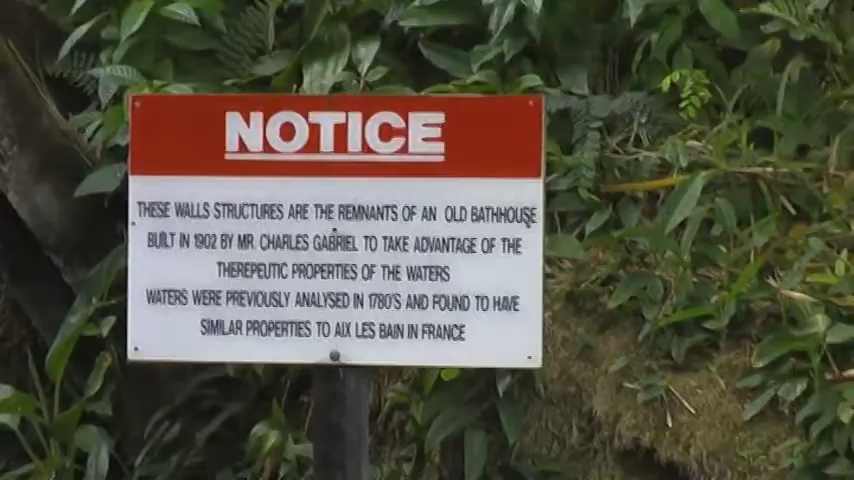 NOTICE
THESE WALLS STRUCTURES ARE THE REMNANTS OF AN OLD BATHHOUSE
BUILT IN 1902 BY MR. CHARLES GABRIEL TO TAKE ADVANTAGE OF THE
THEREPEUTIC PROPERTIES OF THE WATERS
WATERS WERE PREVIOUSLY ANALYSED IN 1780'S AND FOUND TO HAVE
SIMILAR PROPERTIES TO AIX LES BAIN IN FRANCE